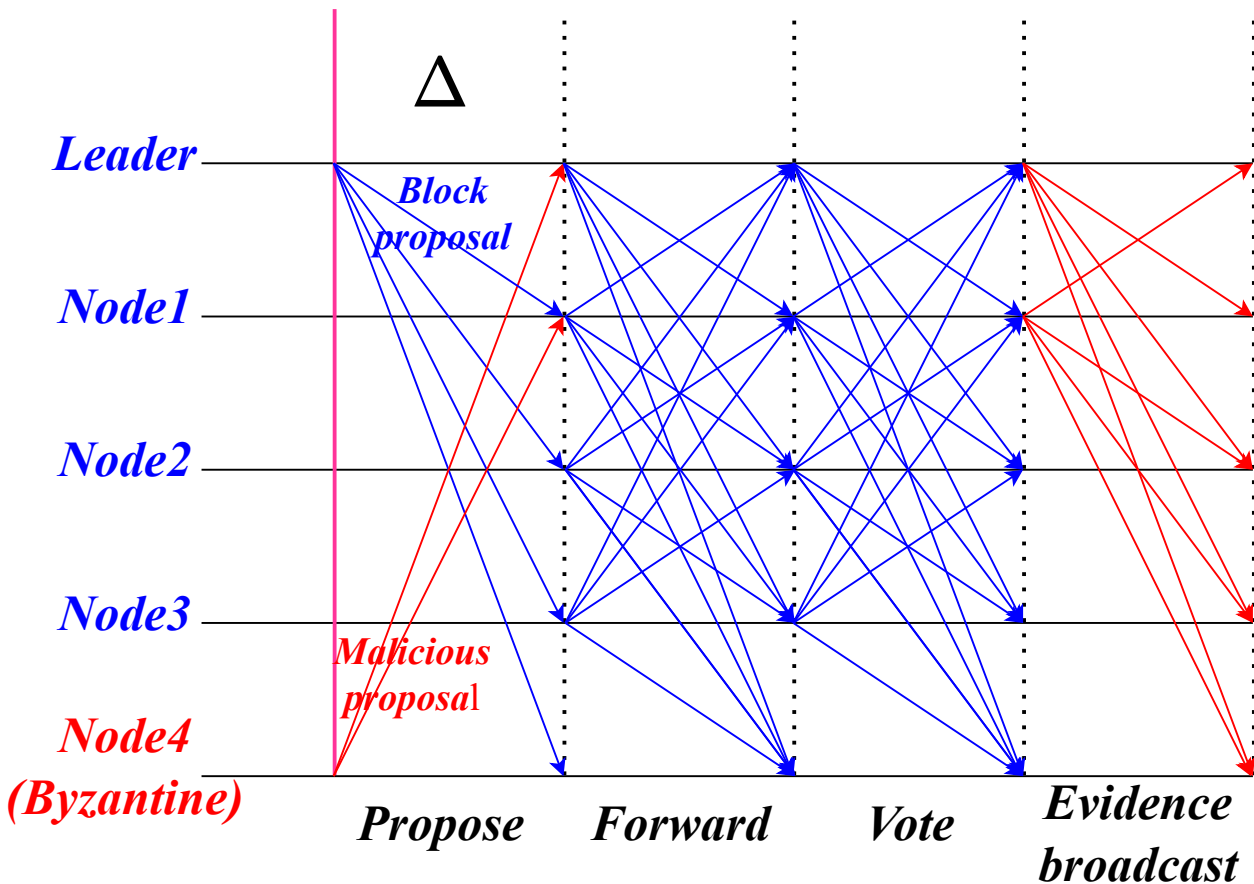 Δ
Leader
Block
proposal
Node1
Node2
Node3
Malicious
proposal
Node4
(Byzantine)
Propose
Forward
Vote
Evidence
broadcast